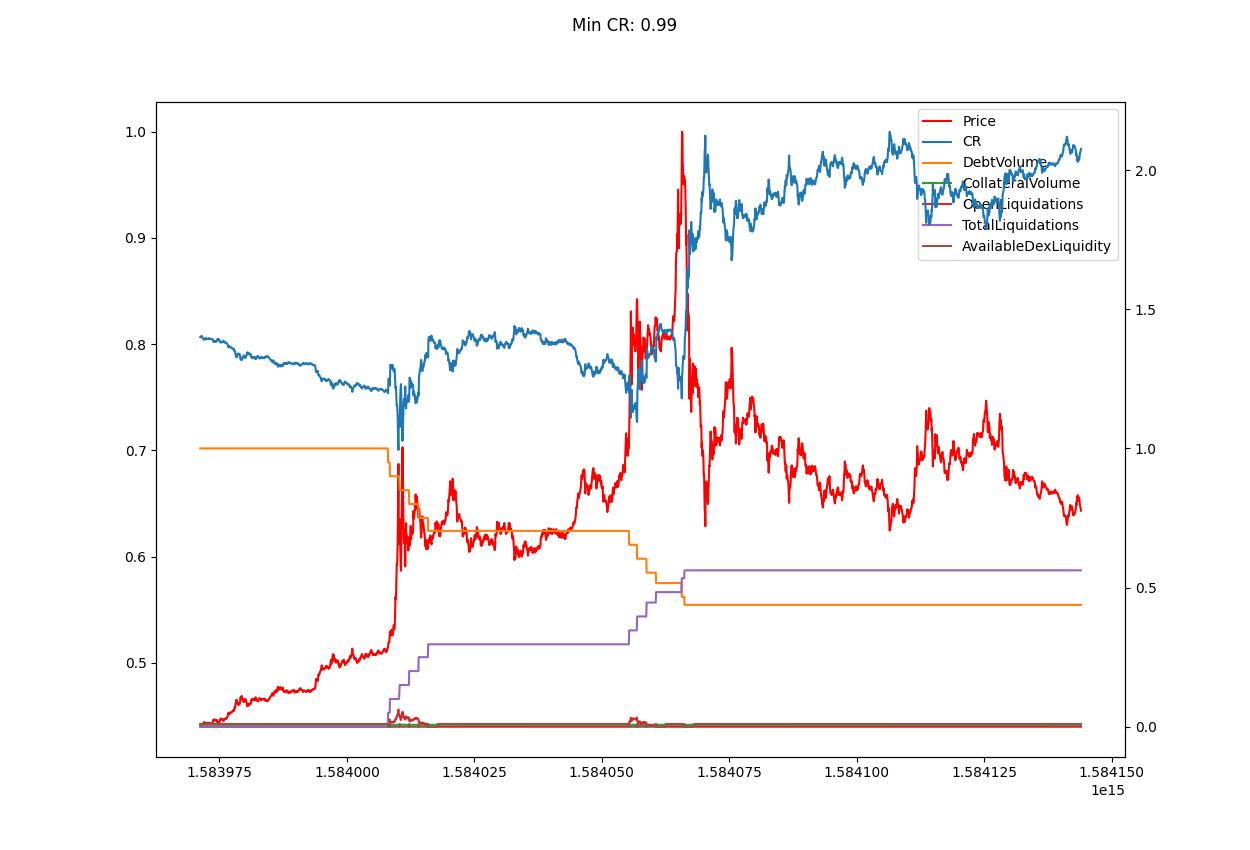 Min CR: 0.99
1.0
0.9
0.8
0.7
0.6
0.5
2.0
1.5
1.0
0.5
0.0
Price
CR
DebtVolume
CollateralVolume
OpenLiquidations
TotalLiquidations
AvailableDexLiquidity
1.583975
1.584000
1.584025
1.584050
1.584075
1.584100
1.584125
1.584150
1e15